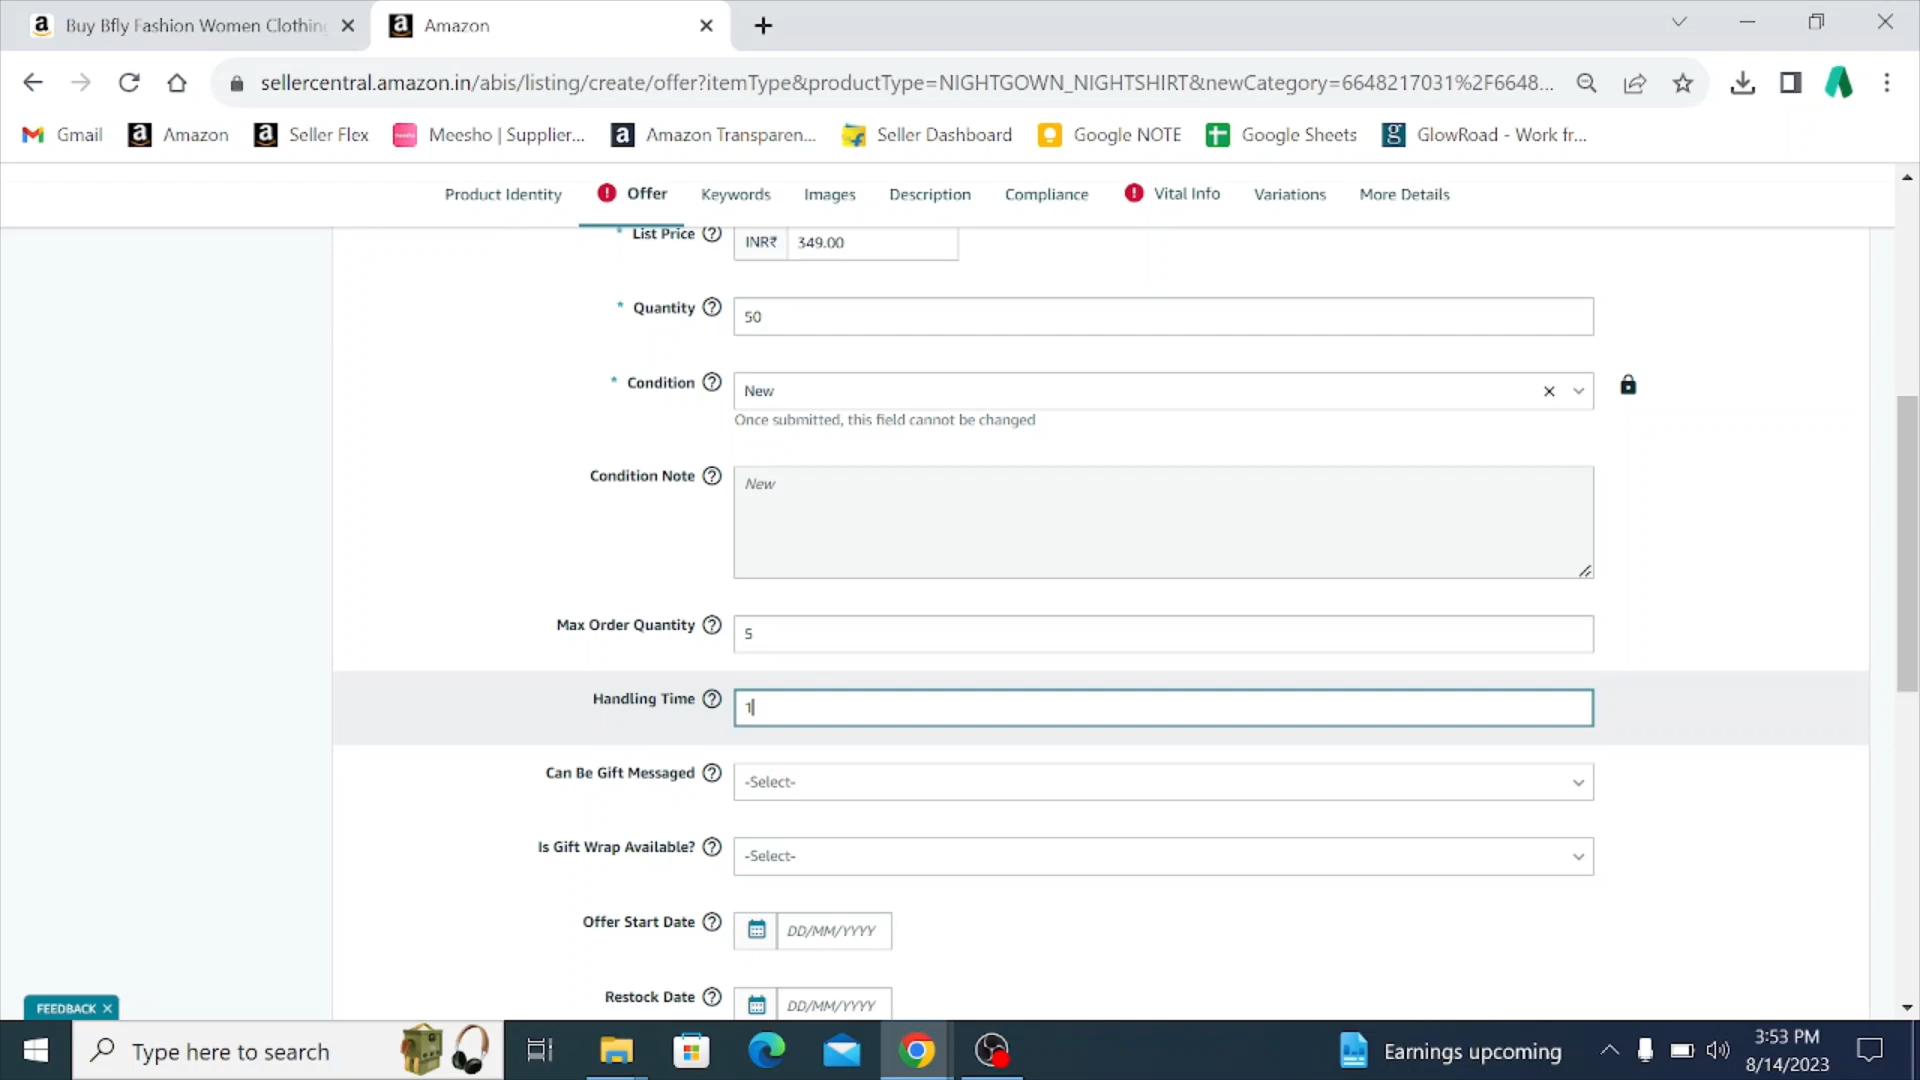 Buy Bfly Fashion Women Clothing
Amazon
sellercentral.amazon.in/abis/listing/create/offer?itemType&productType=NIGHTGOWN_NIGHTSHIRT&newCategory=6648217031%2F6648...
Gmail
Amazon
Seller Flex
Meesho | Supplier...
Amazon Transparen...
Seller Dashboard
Google NOTE
Google Sheets
GlowRoad - Work fr...
Product Identity
Offer
Keywords
Images
Description
Compliance
Vital Info
Variations
More Details
* List Price
INR₹ 349.00
* Quantity
50
* Condition
New
Once submitted, this field cannot be changed
Condition Note
New
Max Order Quantity
5
Handling Time
1
Can Be Gift Messaged
-Select-
Is Gift Wrap Available?
-Select-
Offer Start Date
DD/MM/YYYY
Restock Date
DD/MM/YYYY
FEEDBACK
Type here to search
Earnings upcoming
3:53 PM
8/14/2023